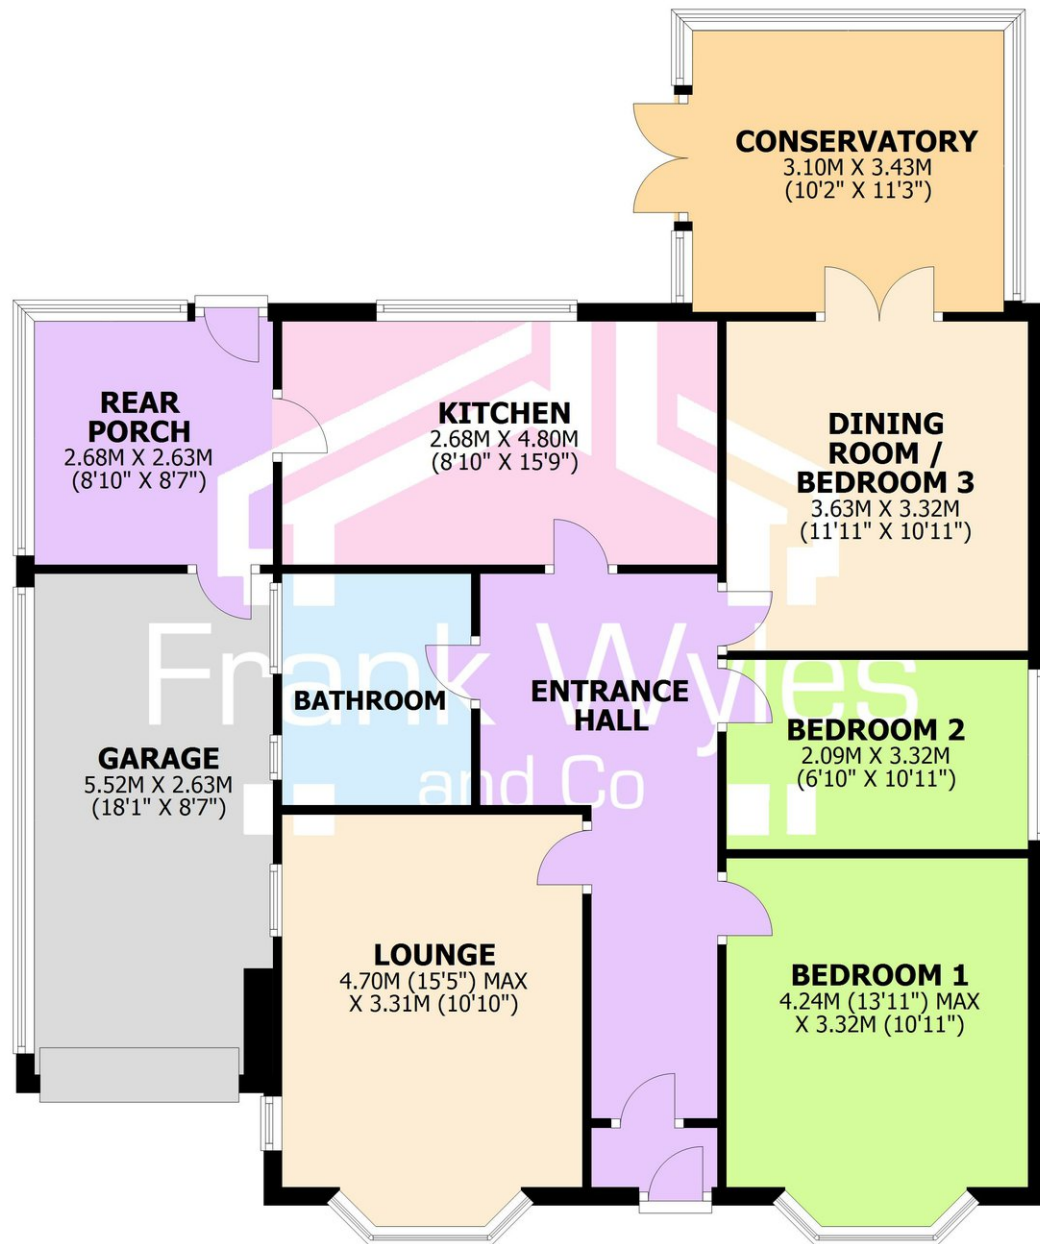 CONSERVATORY
3.10M X 3.43M
(10'2" X 11'3")
REAR
PORCH
2.68M X 2.63M
(8'10" X 8'7")
KITCHEN
2.68M X 4.80M
(8'10" X 15'9")
DINING
ROOM /
BEDROOM 3
3.63M X 3.32M
(11'11" X 10'11")
Frank Wyles
and Co
BATHROOM
ENTRANCE
HALL
GARAGE
5.52M X 2.63M
(18'1" X 8'7")
BEDROOM 2
2.09M X 3.32M
(6'10" X 10'11")
LOUNGE
4.70M (15'5") MAX
X 3.31M (10'10")
BEDROOM 1
4.24M (13'11") MAX
X 3.32M (10'11")